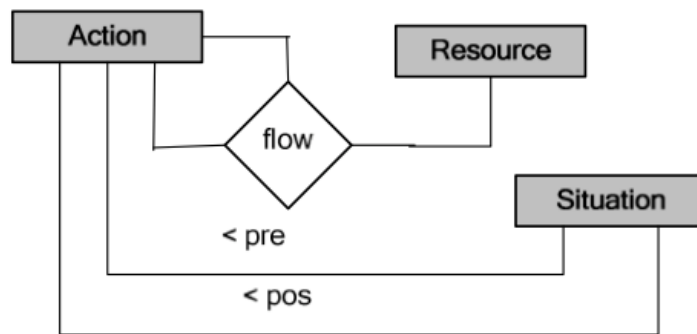 Action
Resource
flow
Situation
< pre
< pos